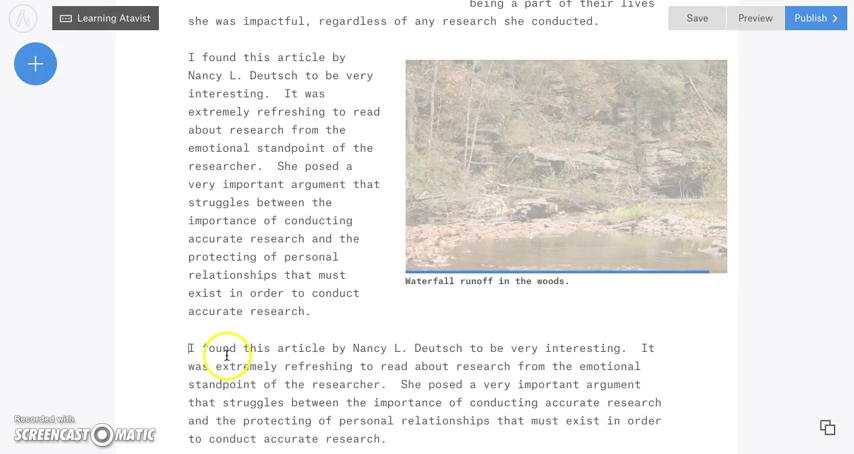 being a part of their lives
Learning Atavist
Save
Preview
Publish
she was impactful, regardless of any research she conducted.
I found this article by
Nancy L. Deutsch to be very
interesting.  It was
extremely refreshing to read
about research from the
emotional standpoint of the
researcher.  She posed a
very important argument that
struggles between the
importance of conducting
accurate research and the
protecting of personal
relationships that must
exist in order to conduct
accurate research.
Waterfall runoff in the woods.
I found this article by Nancy L. Deutsch to be very interesting.  It
was extremely refreshing to read about research from the emotional
standpoint of the researcher.  She posed a very important argument
that struggles between the importance of conducting accurate research
and the protecting of personal relationships that must exist in order
to conduct accurate research.
Recorded with
SCREENCAST-O-MATIC